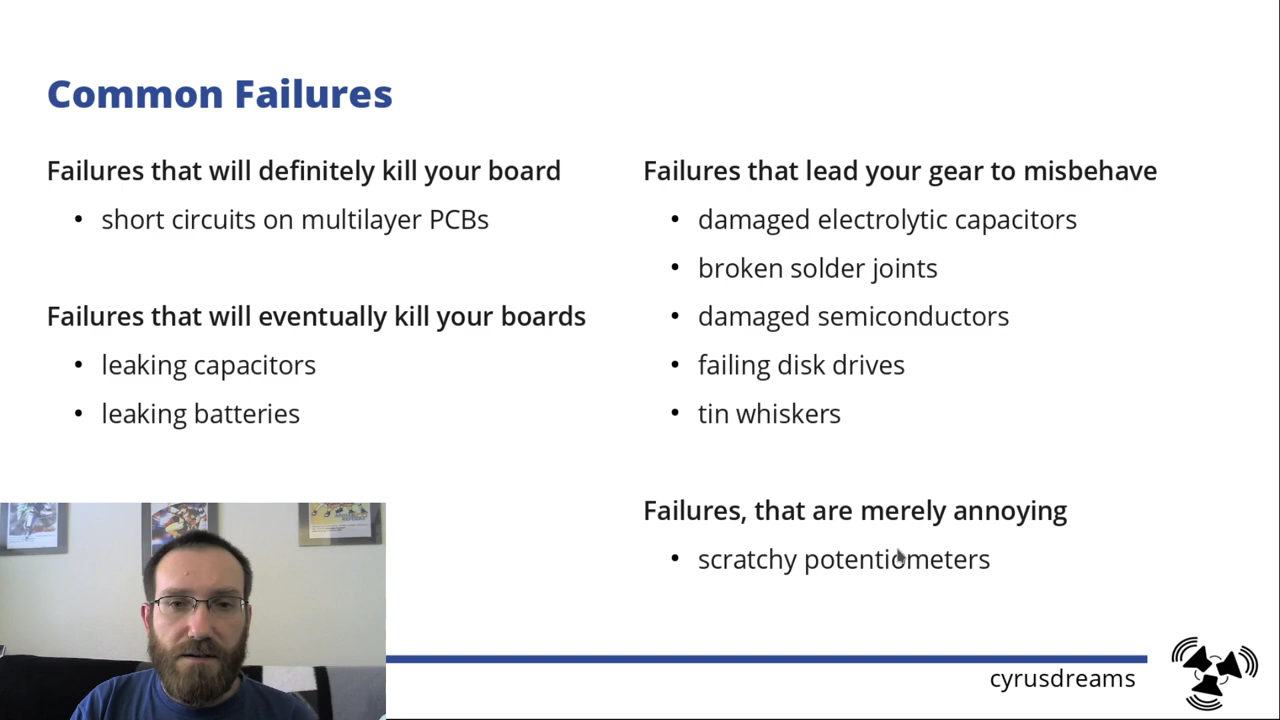 Common Failures
Failures that will definitely kill your board
• short circuits on multilayer PCBs
Failures that will eventually kill your boards
• leaking capacitors
• leaking batteries
Failures that lead your gear to misbehave
• damaged electrolytic capacitors
• broken solder joints
• damaged semiconductors
• failing disk drives
• tin whiskers
Failures, that are merely annoying
• scratchy potentiometers
cyrusdreams